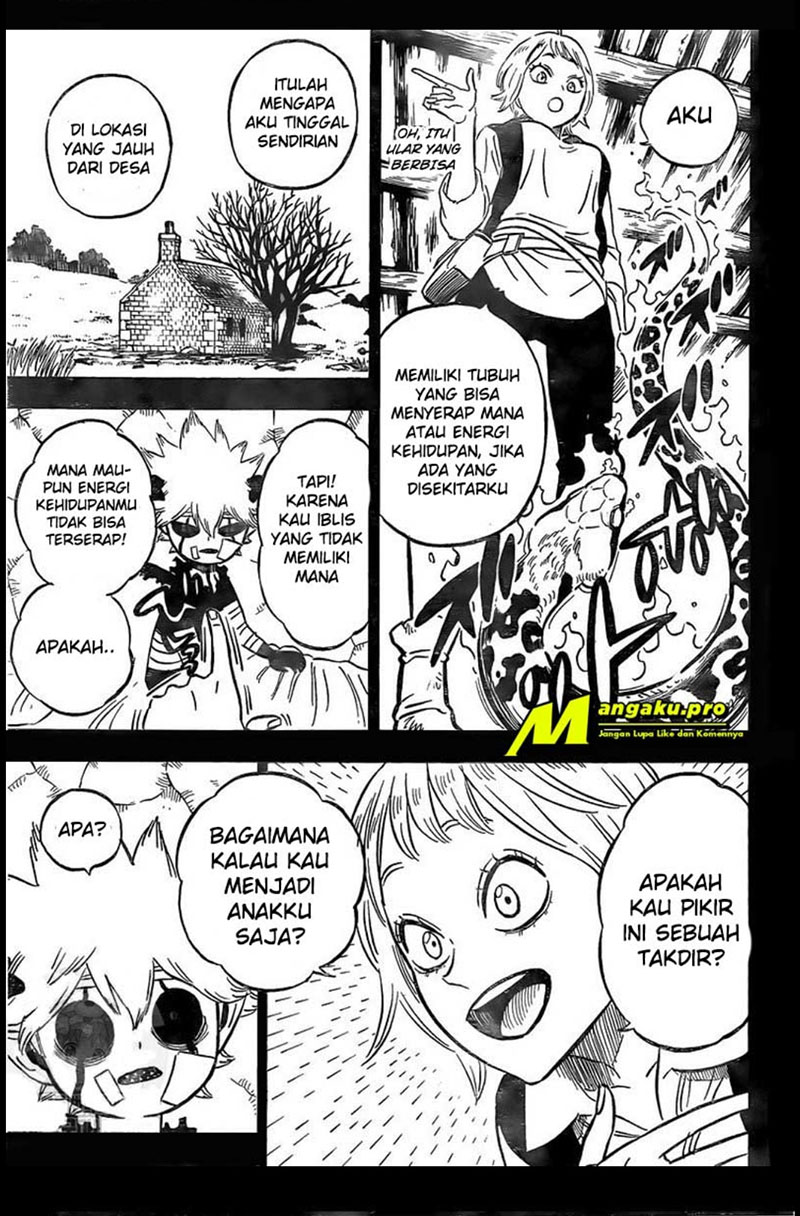 AKU
OH, ITU
ULAR YANG
BERBISA
MEMILIKI TUBUH
YANG BISA
MENYERAP MANA
ATAU ENERGI
KEHIDUPAN, JIKA
ADA YANG
DISEKITARKU
ITULAH
MENGAPA
AKU TINGGAL
SENDIRIAN
DI LOKASI
YANG JAUH
DARI DESA
TAPI!
KARENA
KAU IBLIS
YANG TIDAK
MEMILIKI
MANA
MANA MAU-
PUN ENERGI
KEHIDUPANMU
TIDAK BISA
TERSERAP!
APAKAH..
Mangaku.pro
Jangan Lupa Like dan Komennya
APAKAH
KAU PIKIR
INI SEBUAH
TAKDIR?
BAGAIMANA
KALAU KAU
MENJADI
ANAKKU
SAJA?
APA?